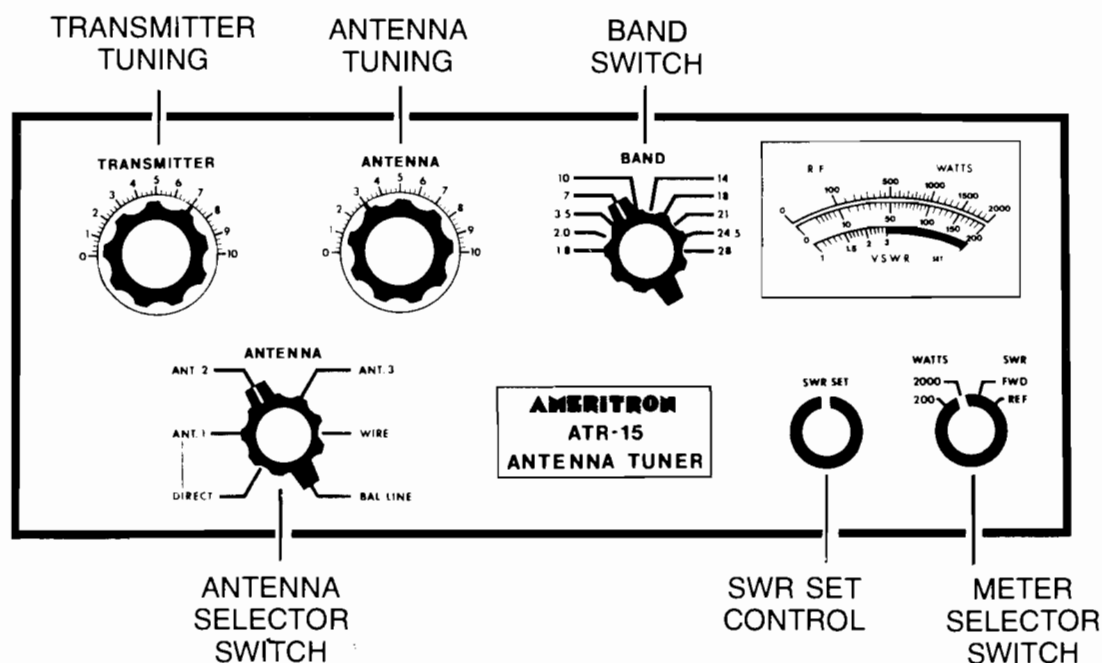 TRANSMITTER
TUNING
ANTENNA
TUNING
BAND
SWITCH
TRANSMITTER
0 1 2 3 4 5 6 7 8 9 10
ANTENNA
0 1 2 3 4 5 6 7 8 9 10
BAND
10 14
7 18
3 5 21
2.0 24 5
1 8 28
RF WATTS
0 100 500 1000 1500 2000
0 10 50 100 150 200
1 1.5 2 3
VSWR SET
ANTENNA
ANT. 2 ANT. 3
ANT. 1 WIRE
DIRECT BAL LINE
AMERITRON
ATR-15
ANTENNA TUNER
SWR SET
WATTS SWR
2000 FWD
200 REF
ANTENNA
SELECTOR
SWITCH
SWR SET
CONTROL
METER
SELECTOR
SWITCH